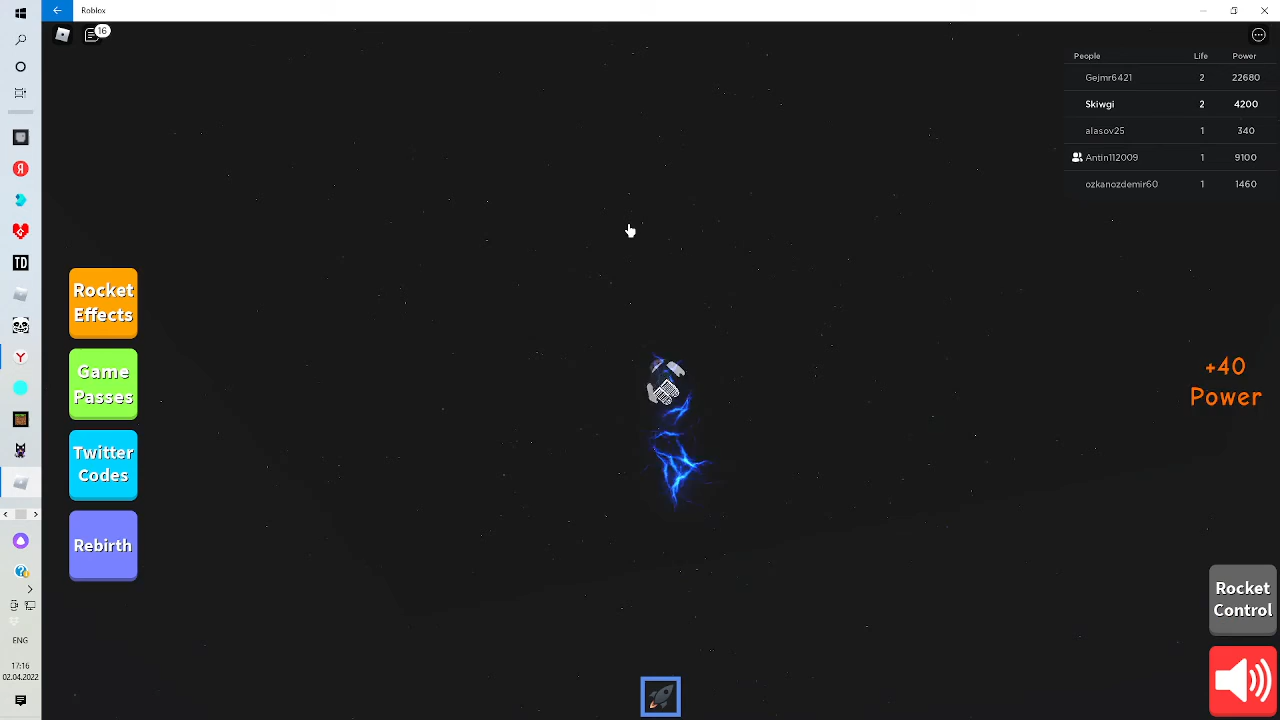 Roblox
16
People Life Power
Gejmr6421 2 22680
Skiwgi 2 4200
alasov25 1 340
Antin112009 1 9100
ozkanozdemir60 1 1460
Rocket
Effects
Game
Passes
Twitter
Codes
Rebirth
+40
Power
Rocket
Control
TD
ENG
17:16
02.04.2022